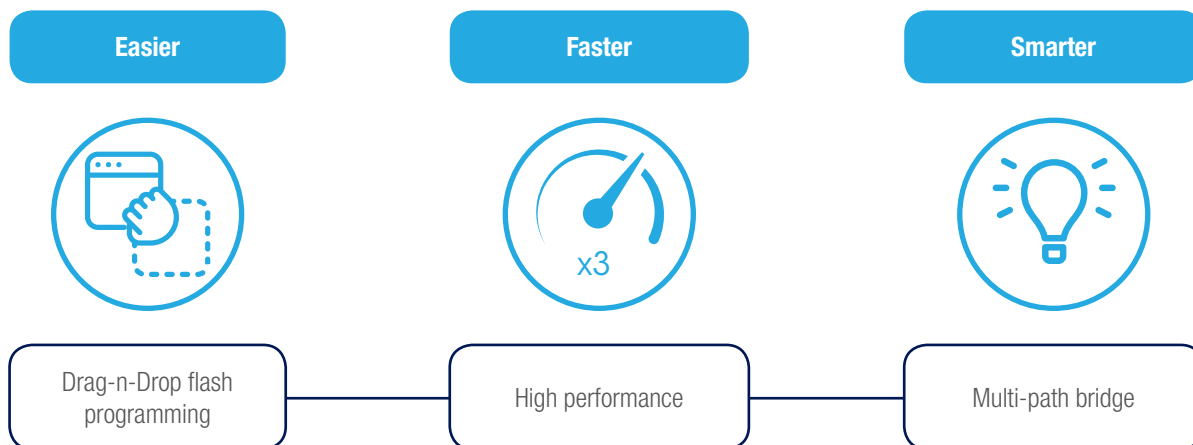 Easier
Faster
Smarter
x3
Drag-n-Drop flash
programming
High performance
Multi-path bridge